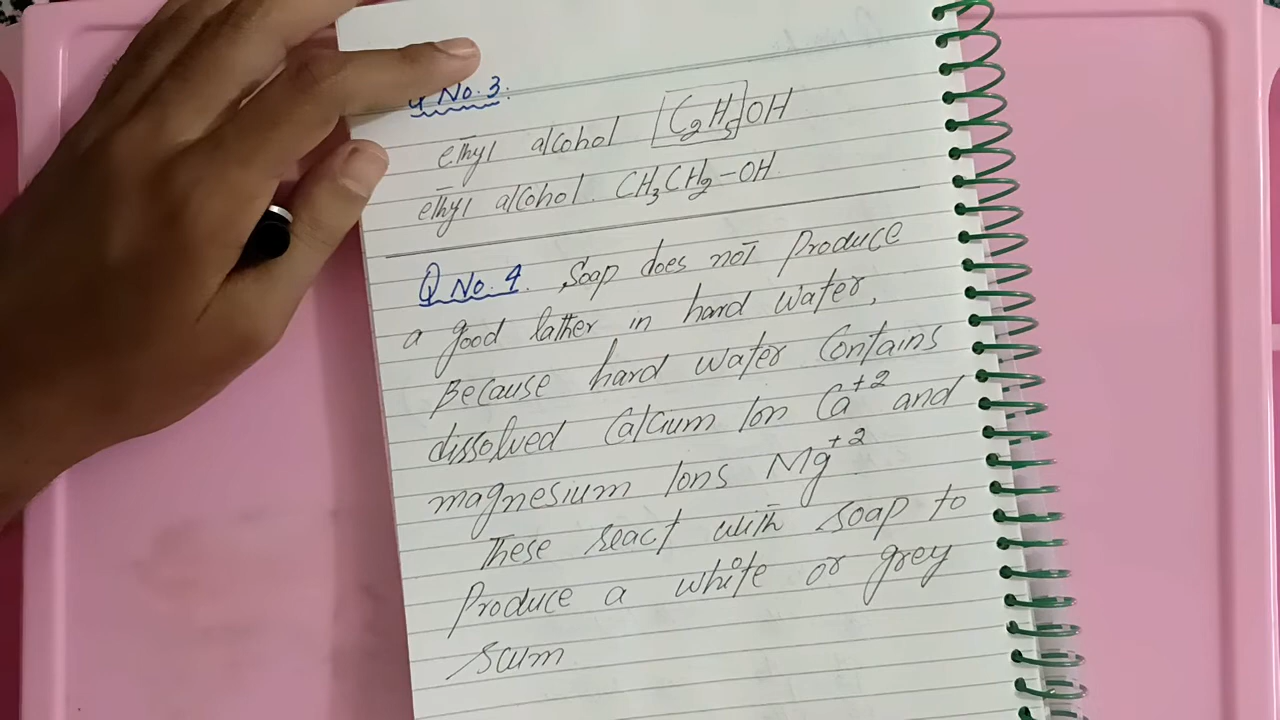 Q No. 3.
ethyl alcohol C₂H₅OH
ethyl alcohol. CH₃CH₂-OH
Q No. 4. Soap does not Produce
a good lather in hard water,
Because hard water Contains
dissolved Calcium Ion Ca⁺² and
magnesium Ions Mg⁺²
These react with soap to
Produce a white or grey
scum